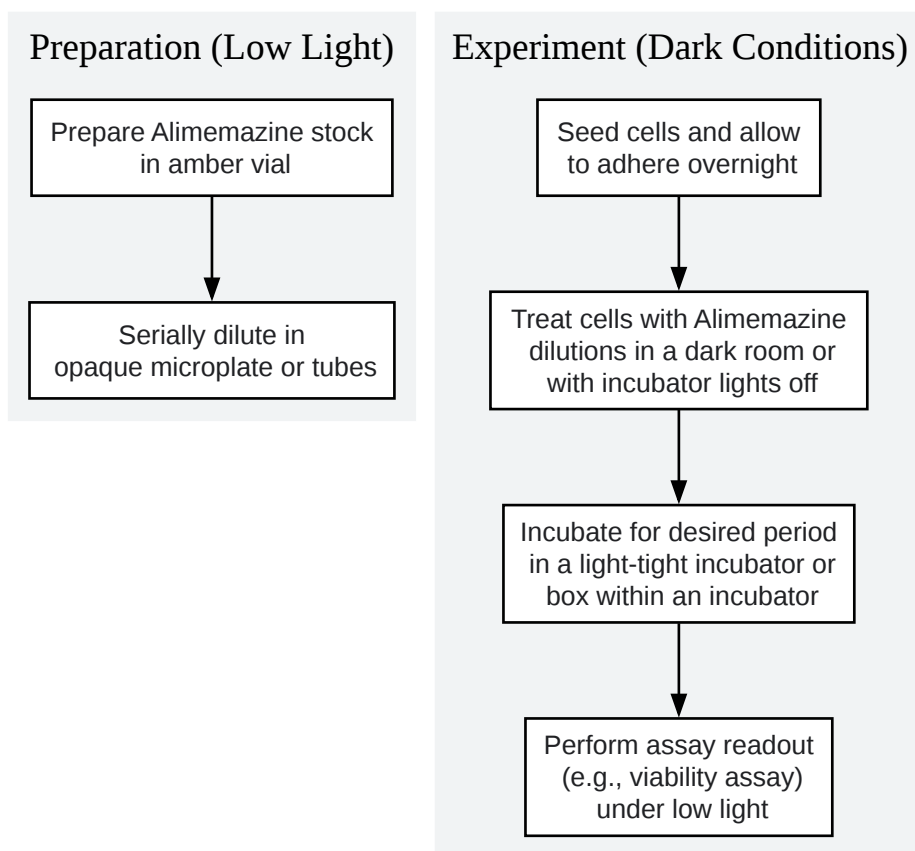 Preparation (Low Light)
Prepare Alimemazine stock
in amber vial
Serially dilute in
opaque microplate or tubes
Experiment (Dark Conditions)
Seed cells and allow
to adhere overnight
Treat cells with Alimemazine
dilutions in a dark room or
with incubator lights off
Incubate for desired period
in a light-tight incubator or
box within an incubator
Perform assay readout
(e.g., viability assay)
under low light